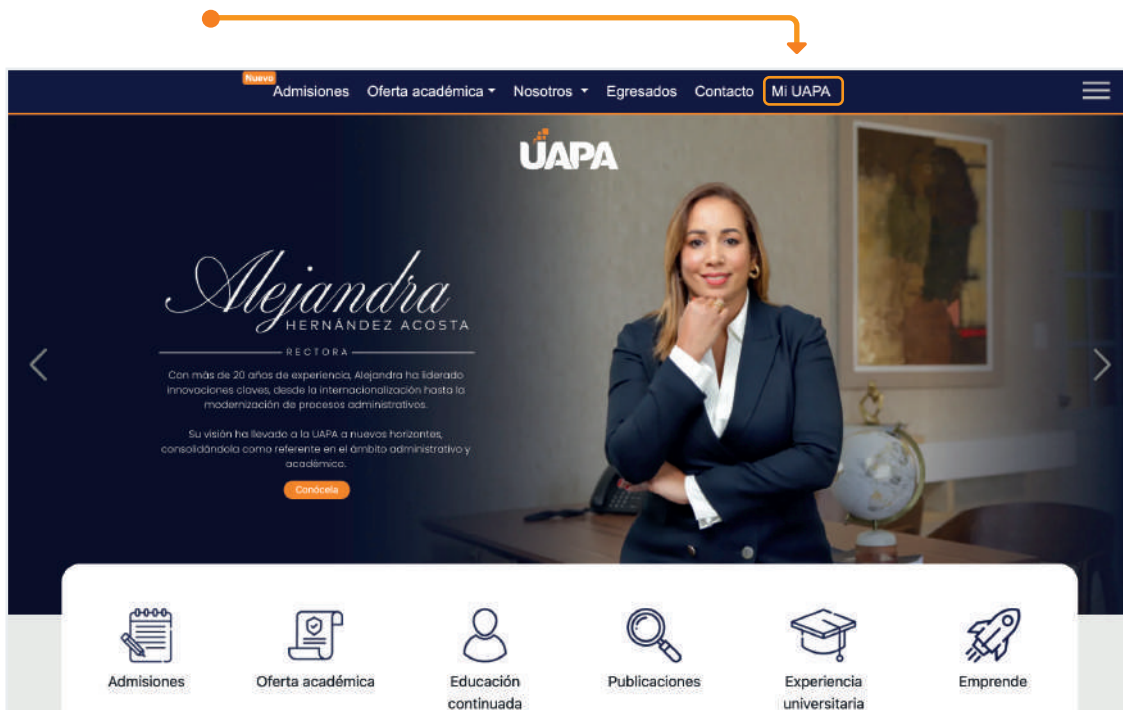 Nuevo
Admisiones Oferta académica Nosotros Egresados Contacto Mi UAPA
UAPA
Alejandra
HERNÁNDEZ ACOSTA
RECTORA
Con más de 20 años de experiencia, Alejandra ha liderado
innovaciones claves, desde la internacionalización hasta la
modernización de procesos administrativos.
Su visión ha llevado a la UAPA a nuevos horizontes,
consolidándola como referente en el ámbito administrativo y
académico.
Conócela
Admisiones
Oferta académica
Educación
continuada
Publicaciones
Experiencia
universitaria
Emprende